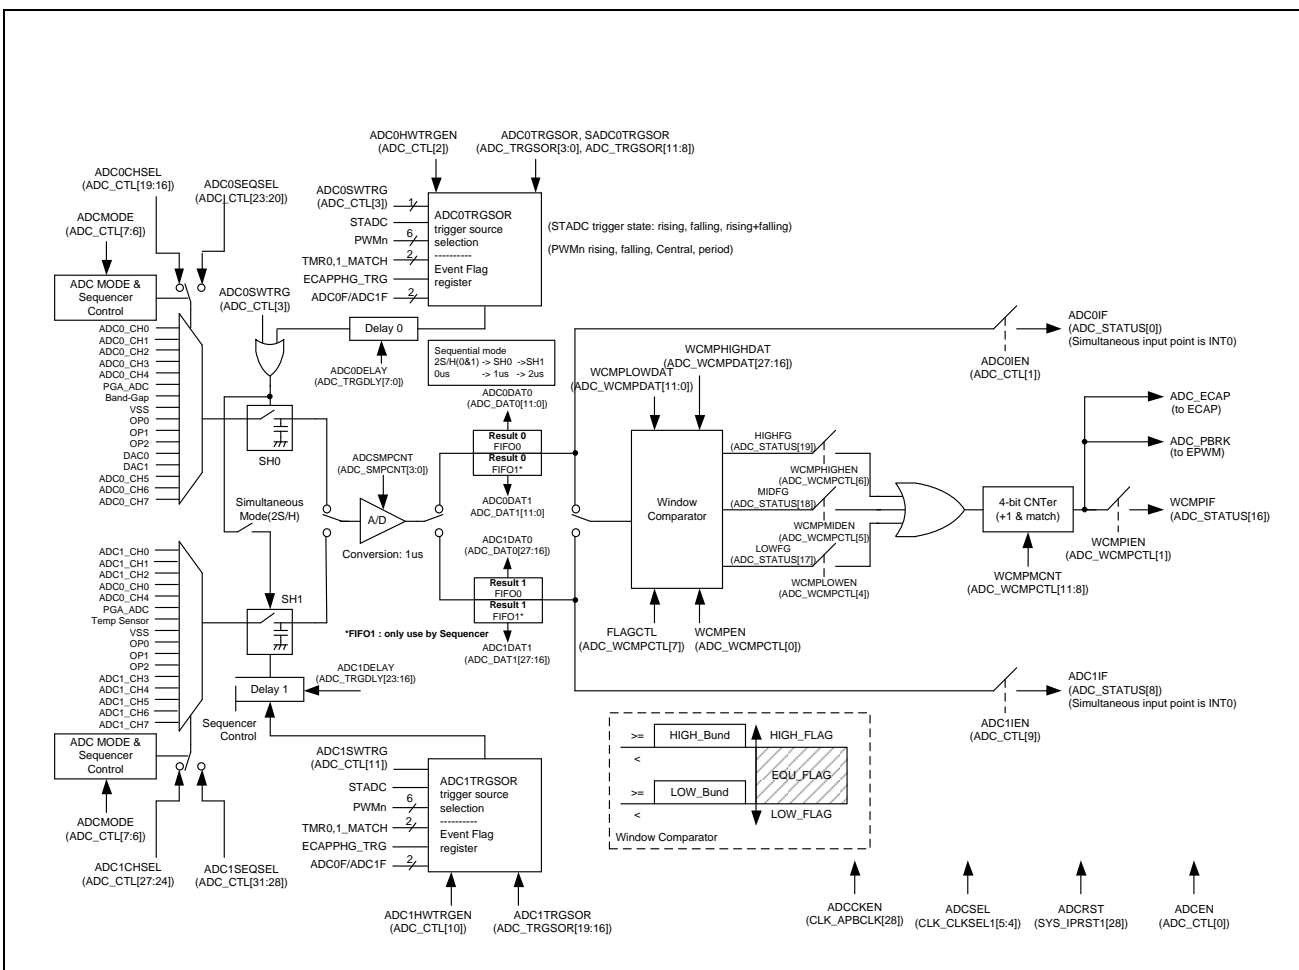 ADC0HWTRGEN
(ADC_CTL[2])
ADC0TRGSOR, SADC0TRGSOR
(ADC_TRGSOR[3:0], ADC_TRGSOR[11:8])
ADC0CHSEL
(ADC_CTL[19:16])
ADC0SEQSEL
(ADC_CTL[23:20])
ADCMODE
(ADC_CTL[7:6])
ADC MODE &
Sequencer
Control
ADC0SWTRG
(ADC_CTL[3])
1
STADC
PWMn
6
TMR0,1_MATCH
2
ECAPPHG_TRG
ADC0F/ADC1F
2
ADC0TRGSOR
trigger source
selection
----------
Event Flag
register
(STADC trigger state: rising, falling, rising+falling)
(PWMn rising, falling, Central, period)
ADC0SWTRG
(ADC_CTL[3])
Delay 0
ADC0DELAY
(ADC_TRGDLY[7:0])
Sequential mode
2S/H(0&1) -> SH0 ->SH1
0us -> 1us -> 2us
ADC0_CH0
ADC0_CH1
ADC0_CH2
ADC0_CH3
ADC0_CH4
PGA_ADC
Band-Gap
VSS
OP0
OP1
OP2
DAC0
DAC1
ADC0_CH5
ADC0_CH6
ADC0_CH7
SH0
Simultaneous
Mode(2S/H)
ADCSMPCNT
(ADC_SMPCNT[3:0])
A/D
Conversion: 1us
ADC0DAT0
(ADC_DAT0[11:0])
Result 0
FIFO0
Result 0
FIFO1*
ADC0DAT1
ADC_DAT1[11:0]
ADC1DAT0
(ADC_DAT0[27:16])
Result 1
FIFO0
Result 1
FIFO1*
ADC1DAT1
(ADC_DAT1[27:16])
*FIFO1 : only use by Sequencer
WCMPLOWDAT
(ADC_WCMPDAT[11:0])
WCMPHIGHDAT
(ADC_WCMPDAT[27:16])
Window
Comparator
FLAGCTL
(ADC_WCMPCTL[7])
WCMPEN
(ADC_WCMPCTL[0])
HIGHFG
(ADC_STATUS[19])
WCMPHIGHEN
(ADC_WCMPCTL[6])
MIDFG
(ADC_STATUS[18])
WCMPMIDEN
(ADC_WCMPCTL[5])
LOWFG
(ADC_STATUS[17])
WCMPLOWEN
(ADC_WCMPCTL[4])
4-bit CNTer
(+1 & match)
WCMPMCNT
(ADC_WCMPCTL[11:8])
ADC0IEN
(ADC_CTL[1])
ADC0IF
(ADC_STATUS[0])
(Simultaneous input point is INT0)
ADC_ECAP
(to ECAP)
ADC_PBRK
(to EPWM)
WCMPIF
(ADC_STATUS[16])
WCMPIEN
(ADC_WCMPCTL[1])
ADC1IF
(ADC_STATUS[8])
(Simultaneous input point is INT0)
ADC1IEN
(ADC_CTL[9])
ADC1_CH0
ADC1_CH1
ADC1_CH2
ADC0_CH0
ADC0_CH4
PGA_ADC
Temp Sensor
VSS
OP0
OP1
OP2
ADC1_CH3
ADC1_CH4
ADC1_CH5
ADC1_CH6
ADC1_CH7
SH1
Delay 1
ADC1DELAY
(ADC_TRGDLY[23:16])
Sequencer
Control
ADC MODE &
Sequencer
Control
ADCMODE
(ADC_CTL[7:6])
ADC1CHSEL
(ADC_CTL[27:24])
ADC1SEQSEL
(ADC_CTL[31:28])
ADC1SWTRG
(ADC_CTL[11])
STADC
PWMn
6
TMR0,1_MATCH
2
ECAPPHG_TRG
ADC0F/ADC1F
2
ADC1TRGSOR
trigger source
selection
----------
Event Flag
register
ADC1HWTRGEN
(ADC_CTL[10])
ADC1TRGSOR
(ADC_TRGSOR[19:16])
>=
HIGH_Bund
HIGH_FLAG
<
EQU_FLAG
>=
LOW_Bund
<
LOW_FLAG
Window Comparator
ADCCKEN
(CLK_APBCLK[28])
ADCSEL
(CLK_CLKSEL1[5:4])
ADCRST
(SYS_IPRST1[28])
ADCEN
(ADC_CTL[0])